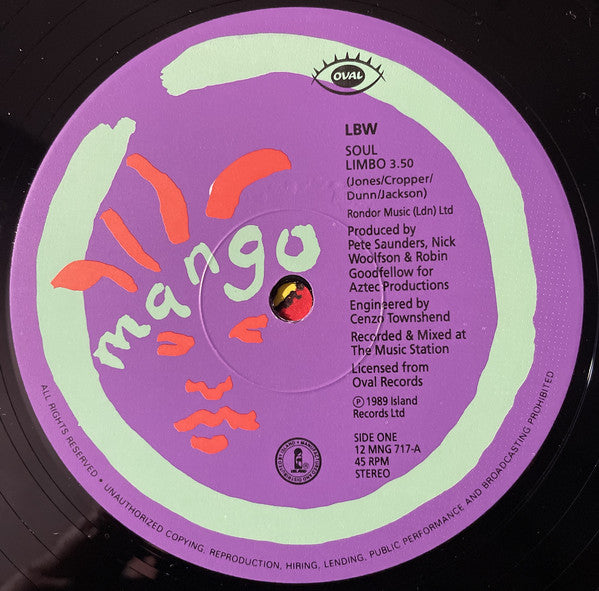 OVAL
LBW
SOUL
LIMBO 3.50
(Jones/Cropper/
Dunn/Jackson)
Rondor Music (Ldn) Ltd
Produced by
Pete Saunders, Nick
Woolfson & Robin
Goodfellow for
Aztec Productions
Engineered by
Cenzo Townshend
Recorded & Mixed at
The Music Station
Licensed from
Oval Records
℗ 1989 Island
Records Ltd
SIDE ONE
12 MNG 717-A
45 RPM
STEREO
mango
ISLAND
ALL RIGHTS RESERVED • UNAUTHORIZED COPYING, REPRODUCTION, HIRING, LENDING, PUBLIC PERFORMANCE AND BROADCASTING PROHIBITED